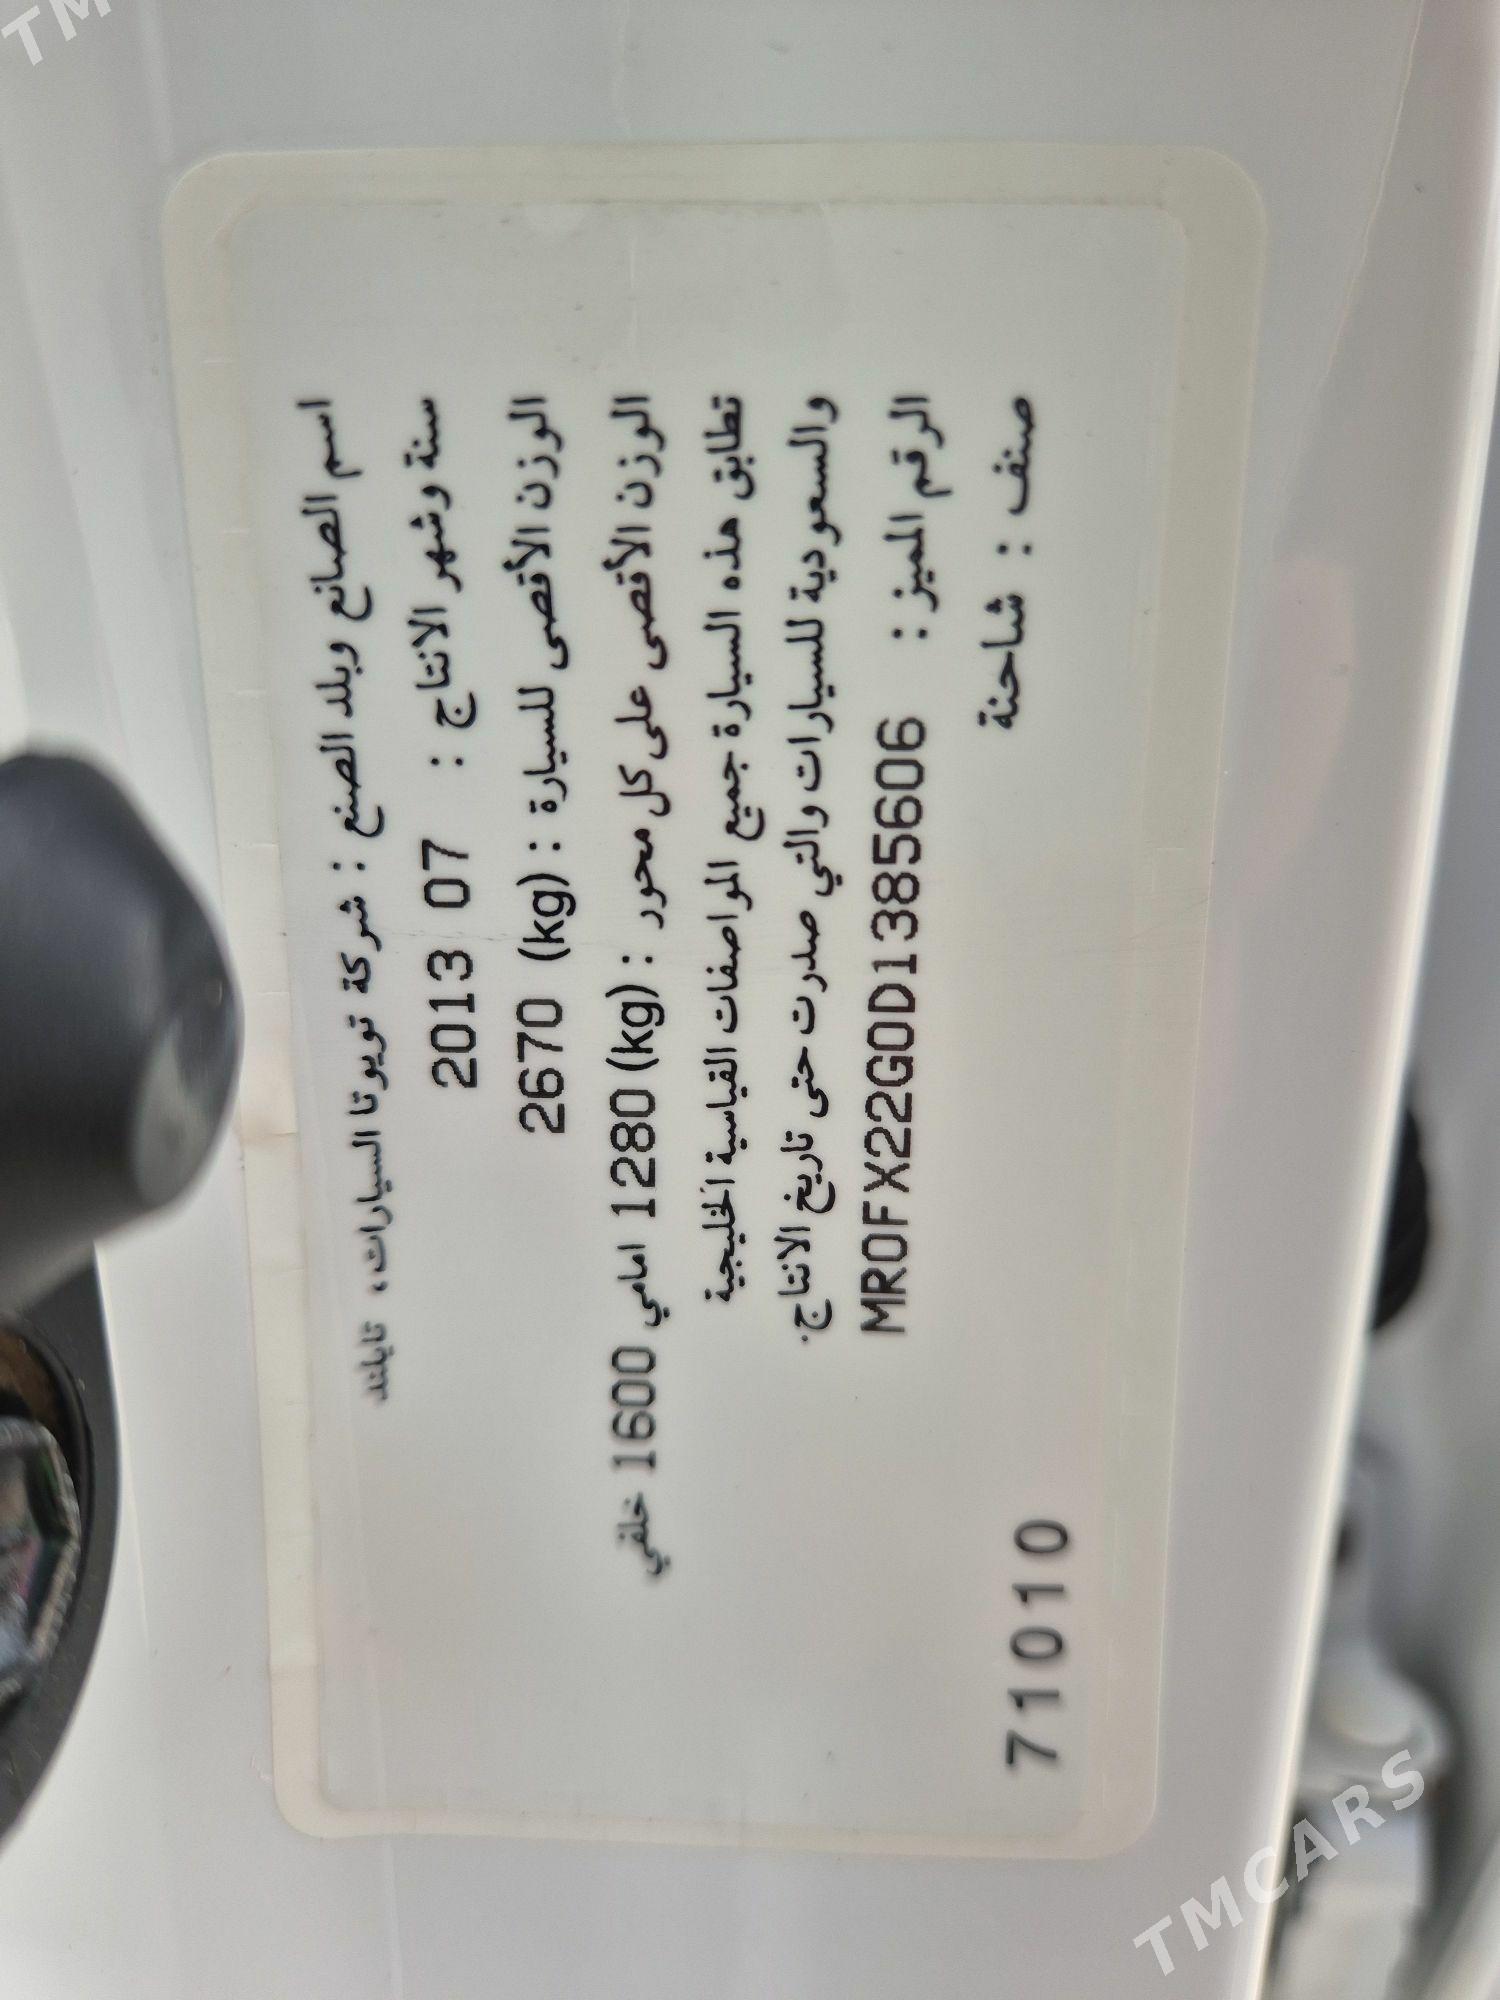 اسم الصانع وبلد الصنع : شركة تويوتا السيارات، تايلند
سنة وشهر الانتاج : 2013 07
الوزن الأقصى للسيارة : (kg) 2670
الوزن الأقصى على كل محور : (kg) 1280 امامي 1600 خلفي
تطابق هذه السيارة جميع المواصفات القياسية الخليجية
والسعودية للسيارات والتي صدرت حتى تاريخ الانتاج.
الرقم المميز : MR0FX22G0D1385606
صنف : شاحنة
71010
TMCARS